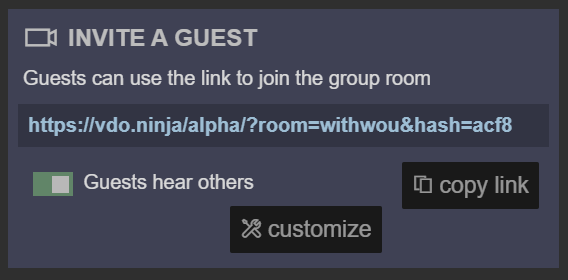 INVITE A GUEST
Guests can use the link to join the group room
https://vdo.ninja/alpha/?room=withwou&hash=acf8
Guests hear others
copy link
customize